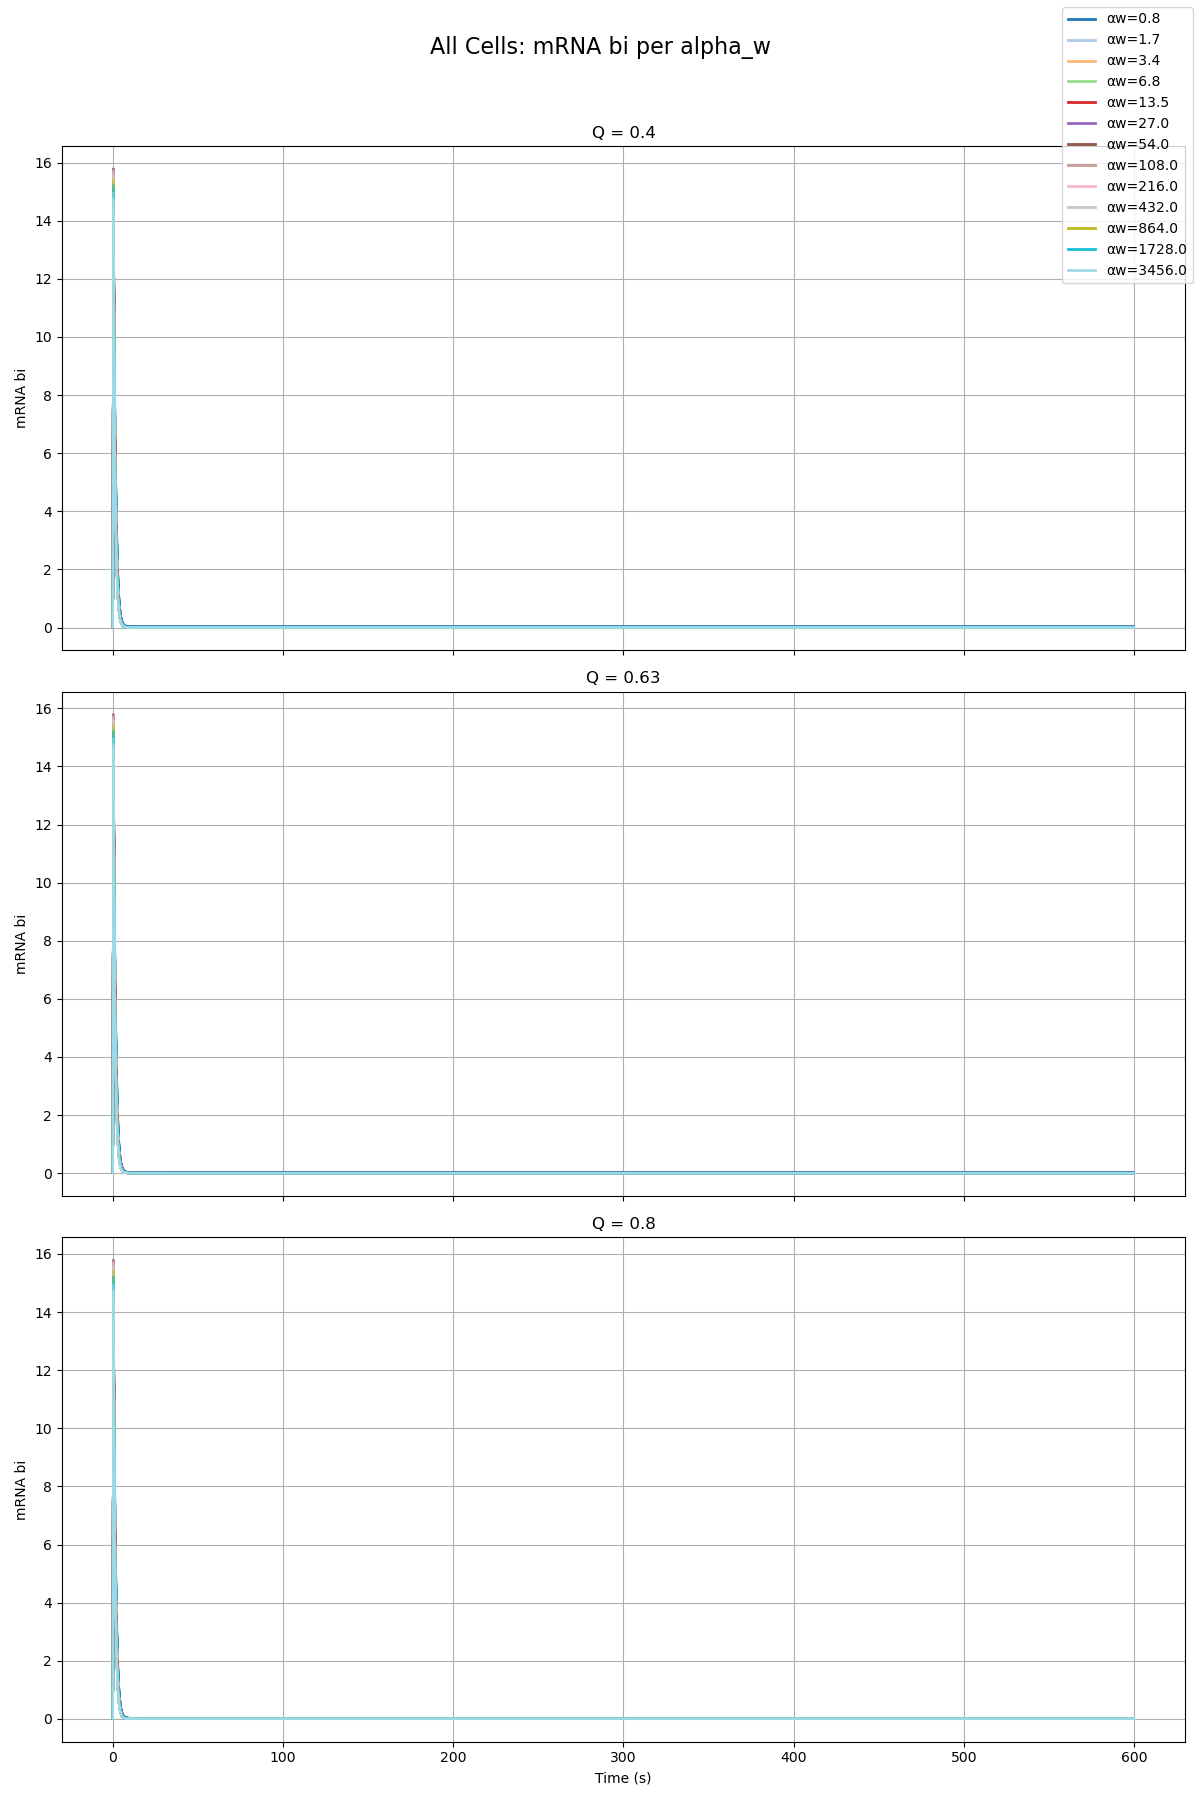 All Cells: mRNA bi per alpha_w
αw=0.8
αw=1.7
αw=3.4
αw=6.8
αw=13.5
αw=27.0
αw=54.0
αw=108.0
αw=216.0
αw=432.0
αw=864.0
αw=1728.0
αw=3456.0
Q = 0.4
mRNA bi
16
14
12
10
8
6
4
2
0
Q = 0.63
mRNA bi
16
14
12
10
8
6
4
2
0
Q = 0.8
mRNA bi
16
14
12
10
8
6
4
2
0
0 100 200 300 400 500 600
Time (s)